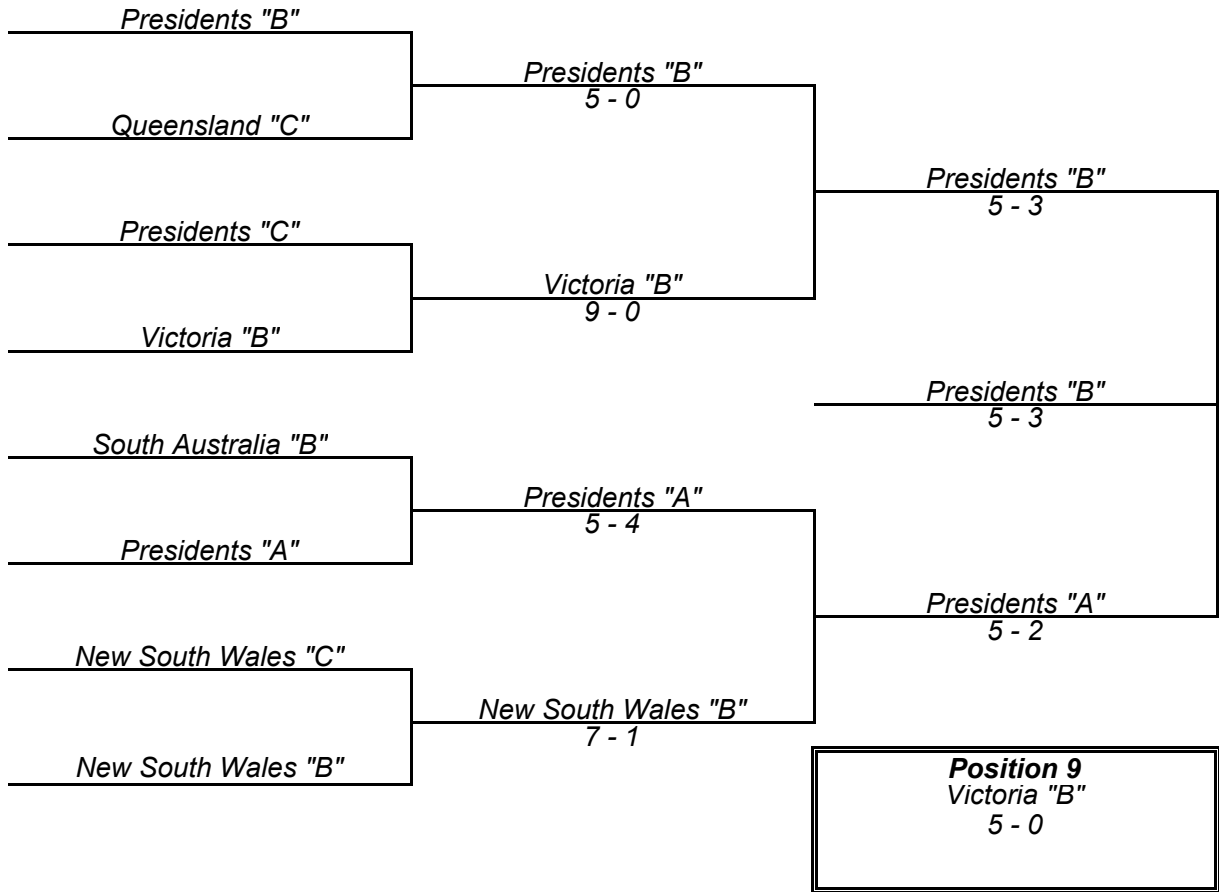 Presidents "B"
Presidents "B"
5 - 0
Queensland "C"
Presidents "B"
5 - 3
Presidents "C"
Victoria "B"
9 - 0
Victoria "B"
Presidents "B"
5 - 3
South Australia "B"
Presidents "A"
5 - 4
Presidents "A"
Presidents "A"
5 - 2
New South Wales "C"
New South Wales "B"
7 - 1
New South Wales "B"
Position 9
Victoria "B"
5 - 0